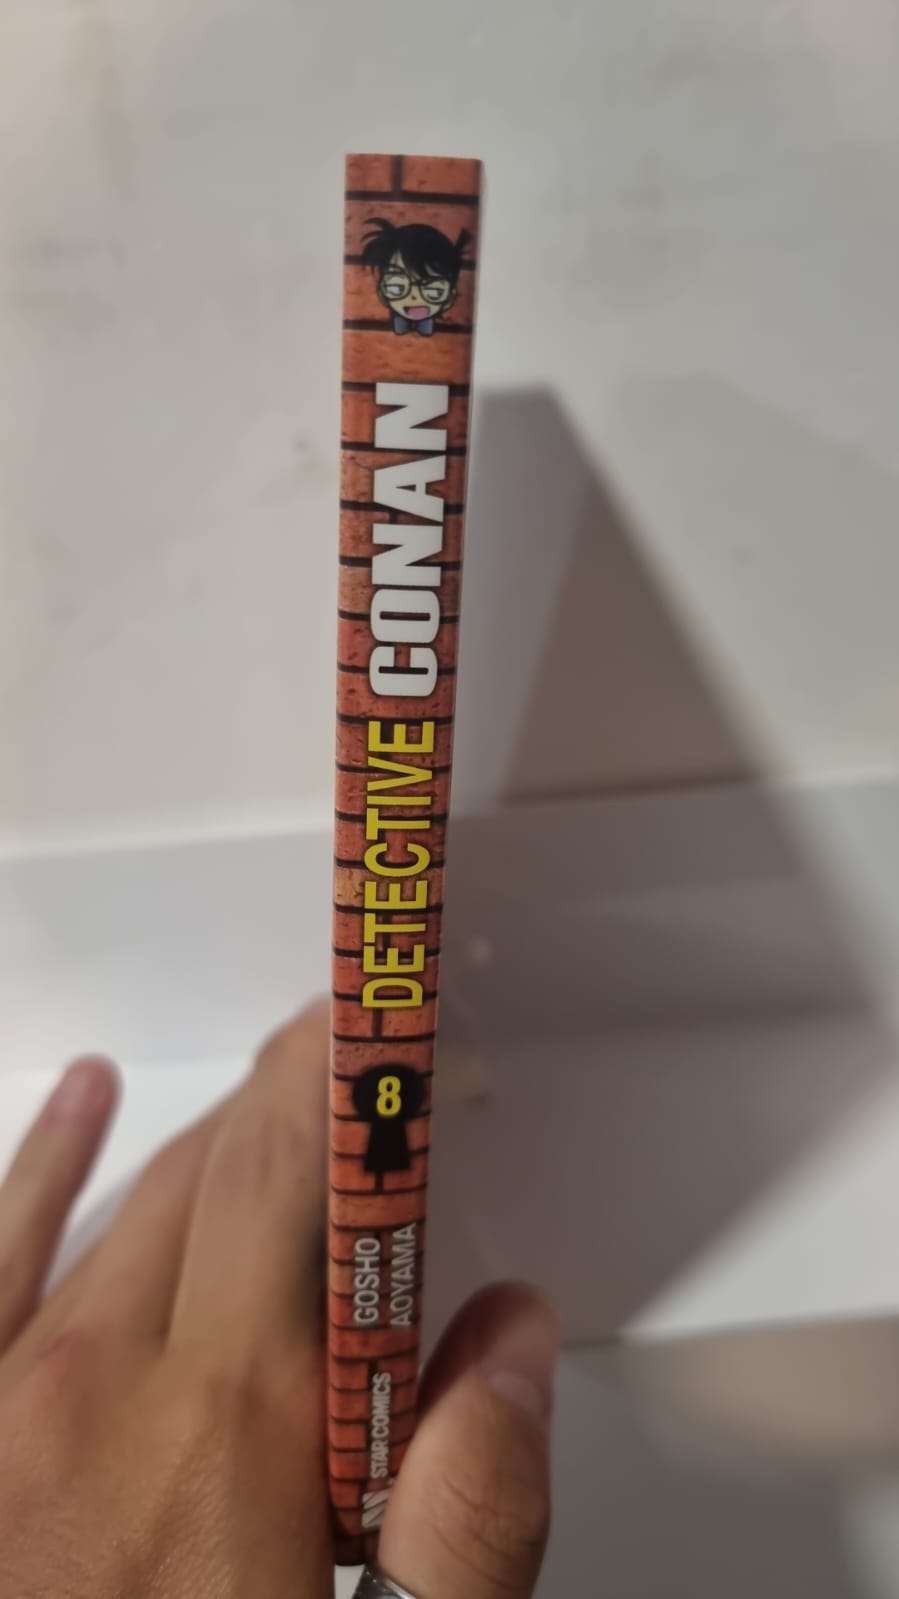 DETECTIVE CONAN
8
GOSHO
AOYAMA
STAR COMICS